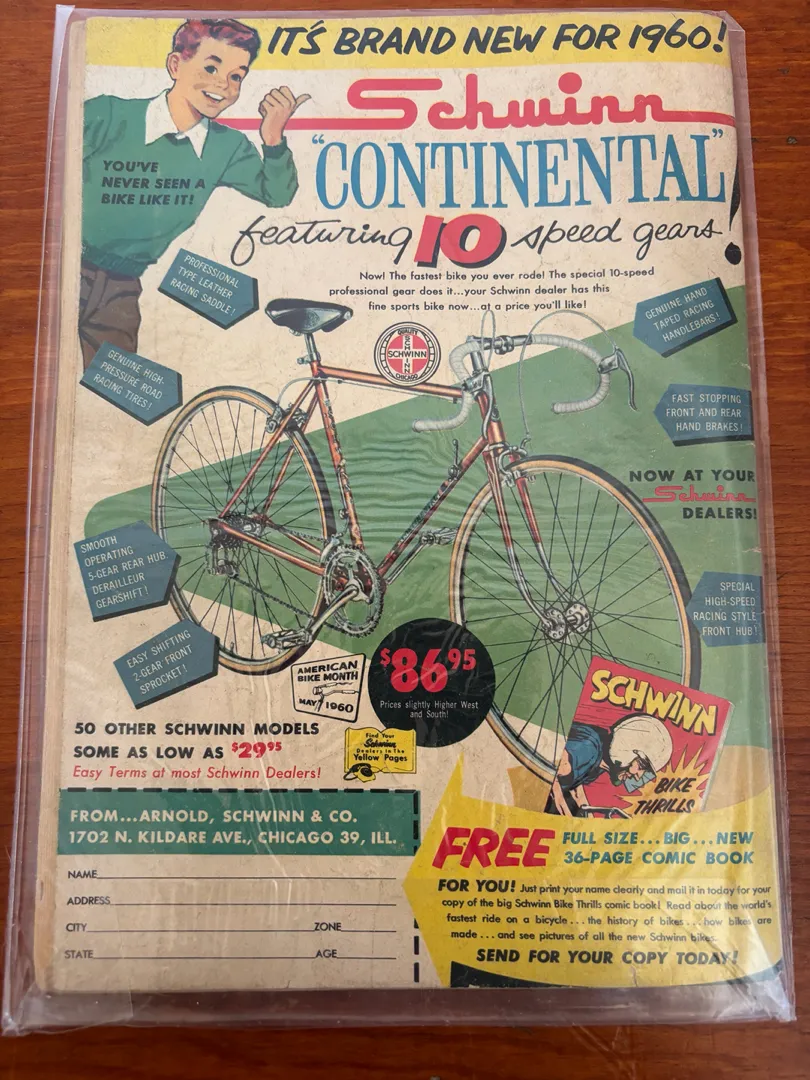 IT'S BRAND NEW FOR 1960!
Schwinn
"CONTINENTAL"!
YOU'VE
NEVER SEEN A
BIKE LIKE IT!
featuring 10 speed gears
Now! The fastest bike you ever rode! The special 10-speed
professional gear does it...your Schwinn dealer has this
fine sports bike now...at a price you'll like!
PROFESSIONAL
TYPE LEATHER
RACING SADDLE!
GENUINE HAND
TAPED RACING
HANDLEBARS!
QUALITY
SCHWINN
SCHWINN
CHICAGO
GENUINE HIGH-
PRESSURE ROAD
RACING TIRES!
FAST STOPPING
FRONT AND REAR
HAND BRAKES!
NOW AT YOUR
Schwinn
DEALERS!
SMOOTH
OPERATING
5-GEAR REAR HUB
DERAILLEUR
GEARSHIFT!
SPECIAL
HIGH-SPEED
RACING STYLE
FRONT HUB!
EASY SHIFTING
2-GEAR FRONT
SPROCKET!
AMERICAN
BIKE MONTH
MAY 1960
$86.95
Prices slightly Higher West
and South!
50 OTHER SCHWINN MODELS
SOME AS LOW AS $29.95
Easy Terms at most Schwinn Dealers!
Find Your
Schwinn
Dealers in the
Yellow Pages
SCHWINN
BIKE
THRILLS
FROM...ARNOLD, SCHWINN & CO.
1702 N. KILDARE AVE., CHICAGO 39, ILL.
NAME
ADDRESS
CITY ZONE
STATE AGE
FREE FULL SIZE...BIG...NEW
36-PAGE COMIC BOOK
FOR YOU! Just print your name clearly and mail it in today for your
copy of the big Schwinn Bike Thrills comic book! Read about the world's
fastest ride on a bicycle...the history of bikes...how bikes are
made...and see pictures of all the new Schwinn bikes.
SEND FOR YOUR COPY TODAY!